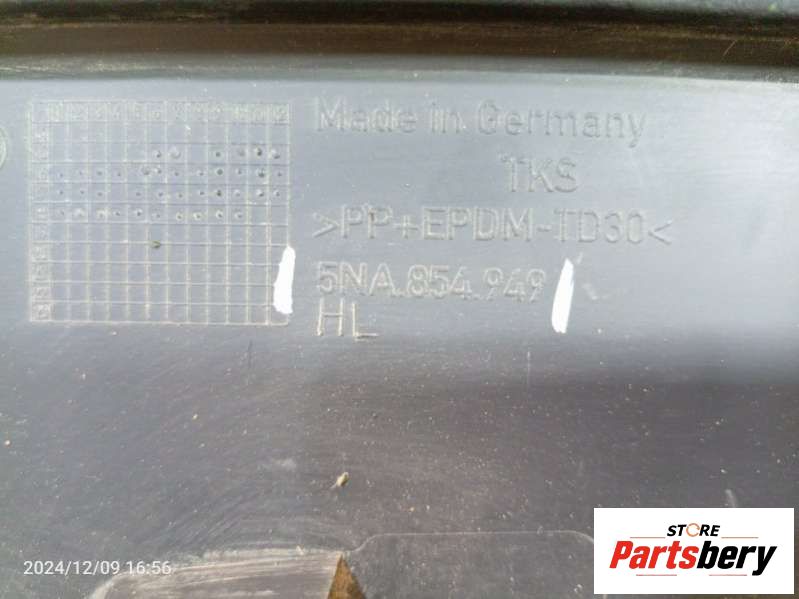 Made in Germany
TKS
>PP+EPDM-TD30<
5NA.854.949
HL
2024/12/09 16:56
STORE
Partsbery